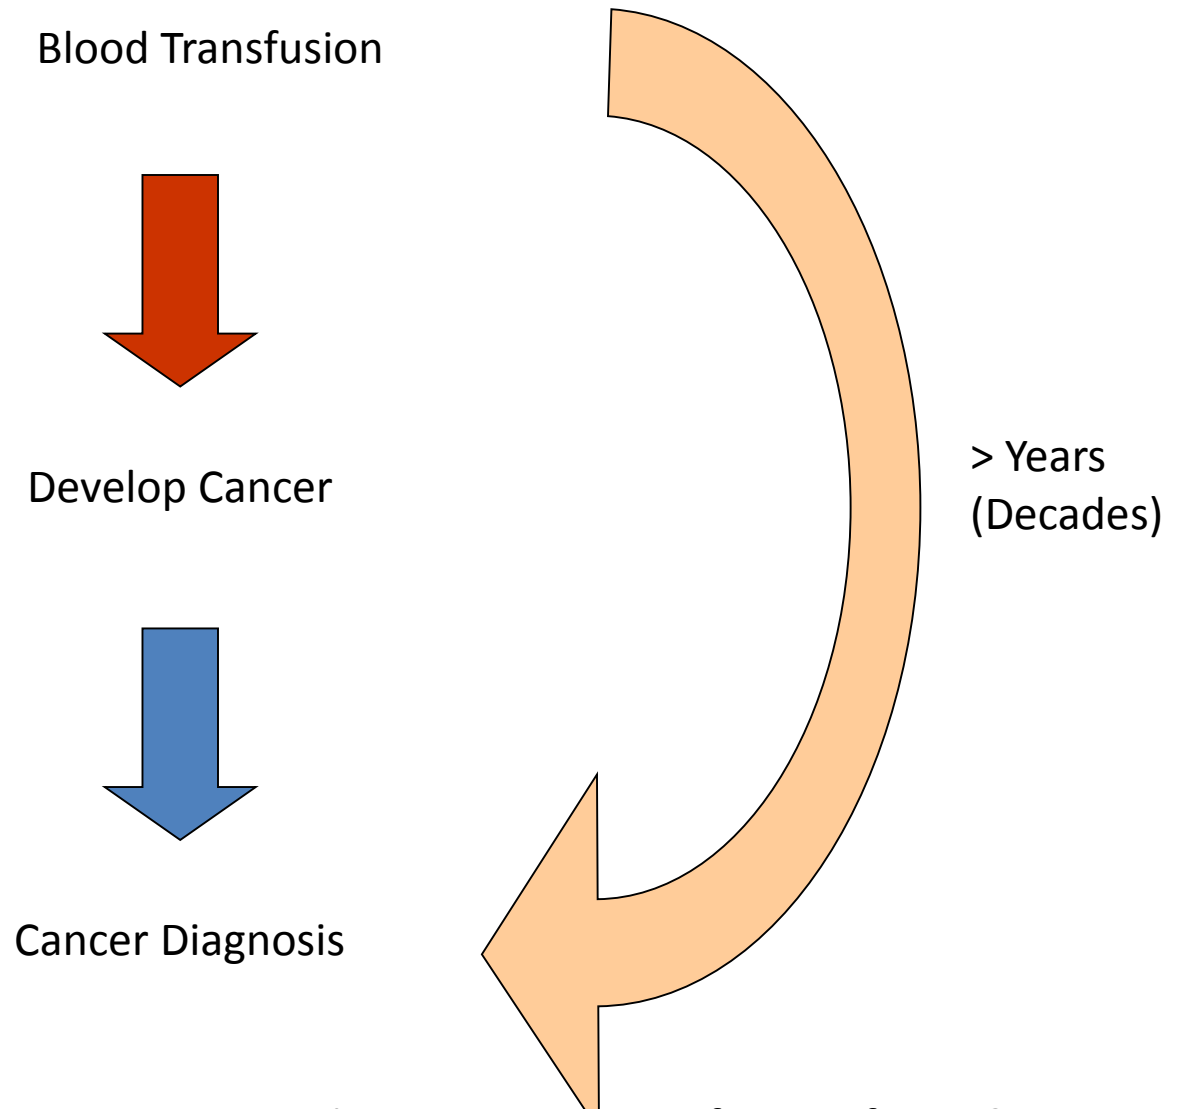 Blood Transfusion
Develop Cancer
> Years
(Decades)
Cancer Diagnosis